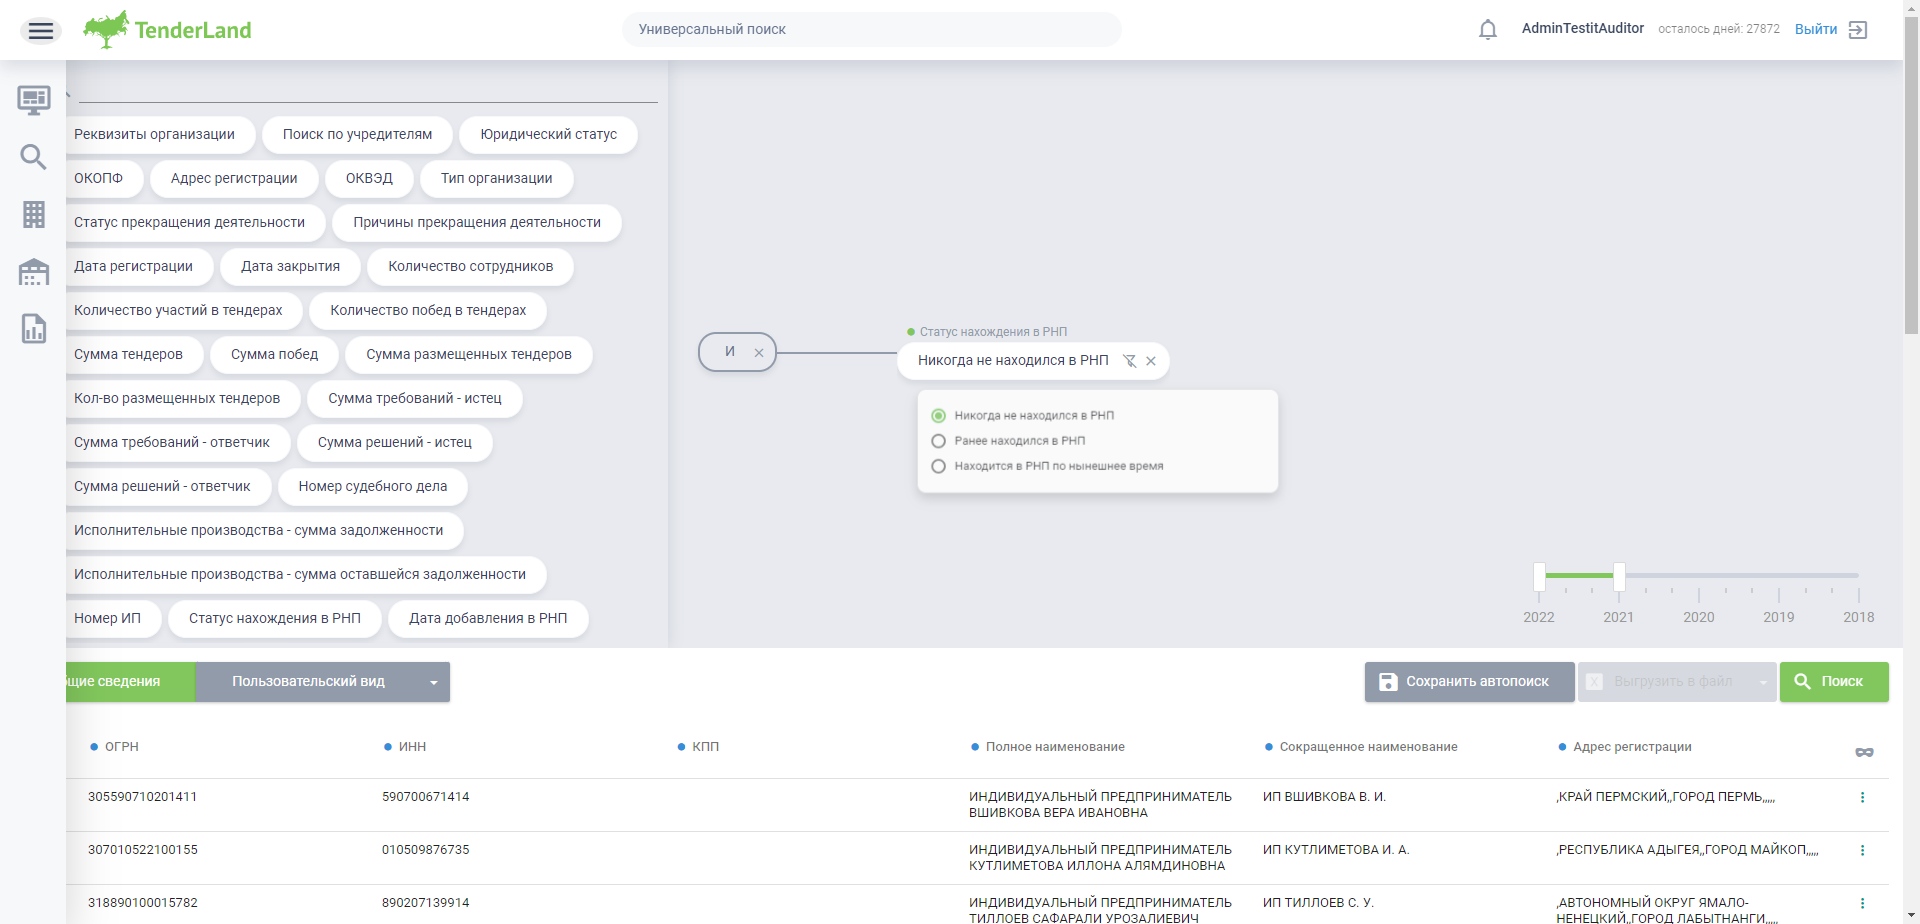 TenderLand
Универсальный поиск
AdminTestitAuditor
осталось дней: 27872
Выйти
Реквизиты организации
Поиск по учредителям
Юридический статус
ОКОПФ
Адрес регистрации
ОКВЭД
Тип организации
Статус прекращения деятельности
Причины прекращения деятельности
Дата регистрации
Дата закрытия
Количество сотрудников
Количество участий в тендерах
Количество побед в тендерах
Сумма тендеров
Сумма побед
Сумма размещенных тендеров
Кол-во размещенных тендеров
Сумма требований - истец
Сумма требований - ответчик
Сумма решений - истец
Сумма решений - ответчик
Номер судебного дела
Исполнительные производства - сумма задолженности
Исполнительные производства - сумма оставшейся задолженности
Номер ИП
Статус нахождения в РНП
Дата добавления в РНП
И
Статус нахождения в РНП
Никогда не находился в РНП
Никогда не находился в РНП
Ранее находился в РНП
Находится в РНП по нынешнее время
2022 2021 2020 2019 2018
бщие сведения
Пользовательский вид
Сохранить автопоиск
Выгрузить в файл
Поиск
ОГРН ИНН КПП Полное наименование Сокращенное наименование Адрес регистрации
305590710201411 590700671414 ИНДИВИДУАЛЬНЫЙ ПРЕДПРИНИМАТЕЛЬ ИП ВШИВКОВА В. И. ,КРАЙ ПЕРМСКИЙ,,ГОРОД ПЕРМЬ,,,,,
ВШИВКОВА ВЕРА ИВАНОВНА
307010522100155 010509876735 ИНДИВИДУАЛЬНЫЙ ПРЕДПРИНИМАТЕЛЬ ИП КУТЛИМЕТОВА И. А. ,РЕСПУБЛИКА АДЫГЕЯ,,ГОРОД МАЙКОП,,,,,
КУТЛИМЕТОВА ИЛЛОНА АЛЯМДИНОВНА
318890100015782 890207139914 ИНДИВИДУАЛЬНЫЙ ПРЕДПРИНИМАТЕЛЬ ИП ТИЛЛОЕВ С. У. ,АВТОНОМНЫЙ ОКРУГ ЯМАЛО-
ТИЛЛОЕВ САФАРАЛИ УРОЗАЛИЕВИЧ НЕНЕЦКИЙ,,ГОРОД ЛАБЫТНАНГИ,,,,,